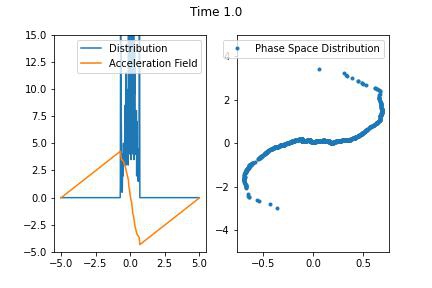 Time 1.0
Distribution
Acceleration Field
15.0
12.5
10.0
7.5
5.0
2.5
0.0
−2.5
−5.0
−5.0 −2.5 0.0 2.5 5.0
Phase Space Distribution
4
2
0
−2
−4
−0.5 0.0 0.5